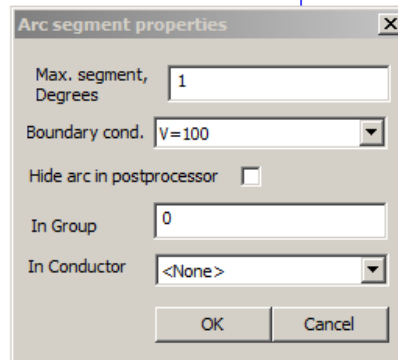 Arc segment properties
Max. segment,
Degrees
1
Boundary cond.
V=100
Hide arc in postprocessor
In Group
0
In Conductor
<None>
OK
Cancel